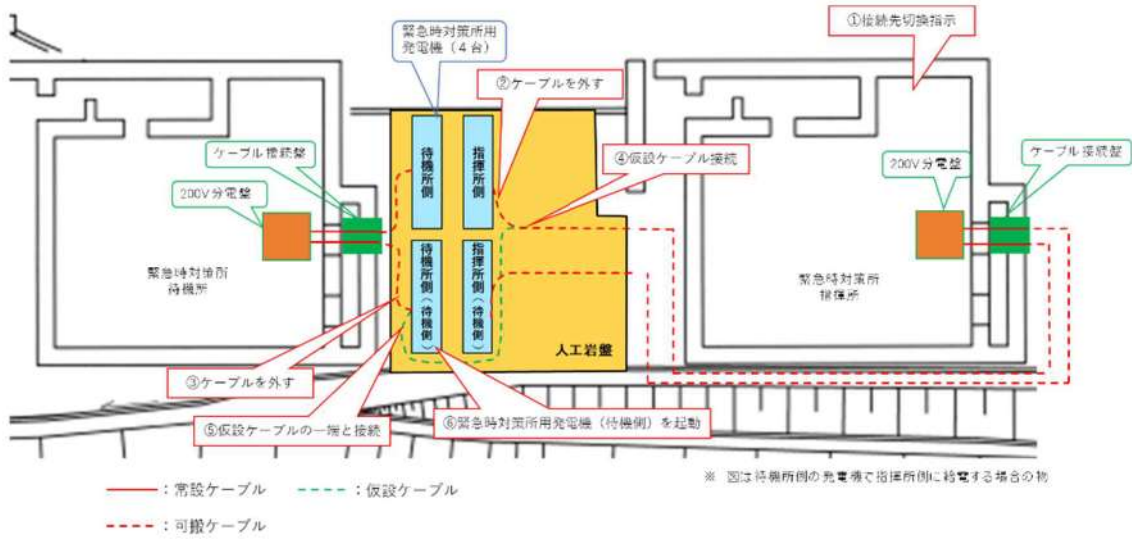 ①接続先切換指示
緊急時対策所用
発電機（4台）
②ケーブルを外す
ケーブル接続盤
④仮設ケーブル接続
ケーブル接続盤
200V分電盤
200V分電盤
待機所側
指揮所側
緊急時対策所
待機所
待機所側（待機側）
指揮所側（待機側）
緊急時対策所
指揮所
人工岩盤
③ケーブルを外す
⑤仮設ケーブルの一端と接続
⑥緊急時対策所用発電機（待機側）を起動
※ 図は待機所側の発電機で指揮所側に給電する場合の物
：常設ケーブル
：仮設ケーブル
：可搬ケーブル